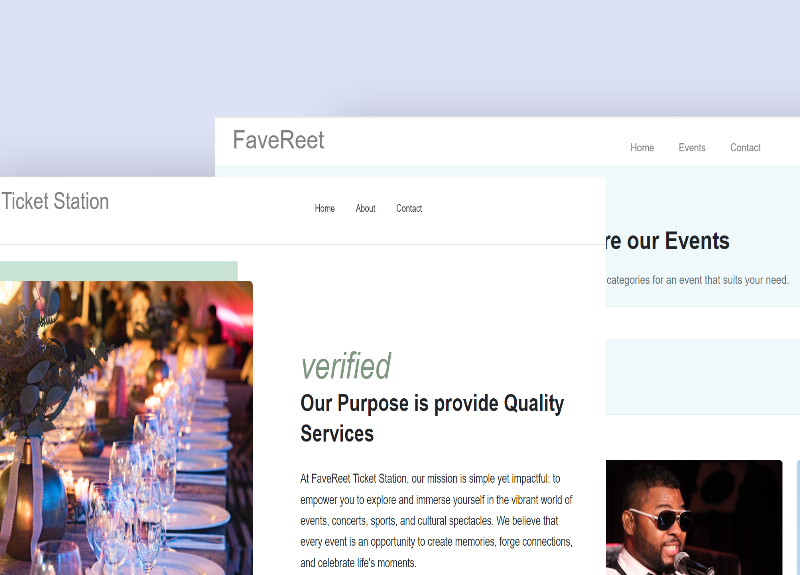 FaveReet
Home Events Contact
re our Events
categories for an event that suits your need.
Ticket Station
Home About Contact
verified
Our Purpose is provide Quality
Services
At FaveReet Ticket Station, our mission is simple yet impactful: to
empower you to explore and immerse yourself in the vibrant world of
events, concerts, sports, and cultural spectacles. We believe that
every event is an opportunity to create memories, forge connections,
and celebrate life's moments.